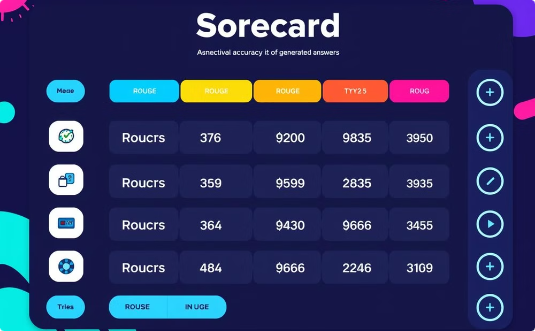 Sorecard
Asnectival accuracy it of generated answers
Meae ROUGE ROUGS ROUGE TYY2 5 ROUG
Roucrs 376 9200 9835 3950
Roucrs 359 9599 2835 3935
Roucrs 364 9430 9666 3455
Roucrs 484 9666 2246 3109
Tries ROUSE IN UGE